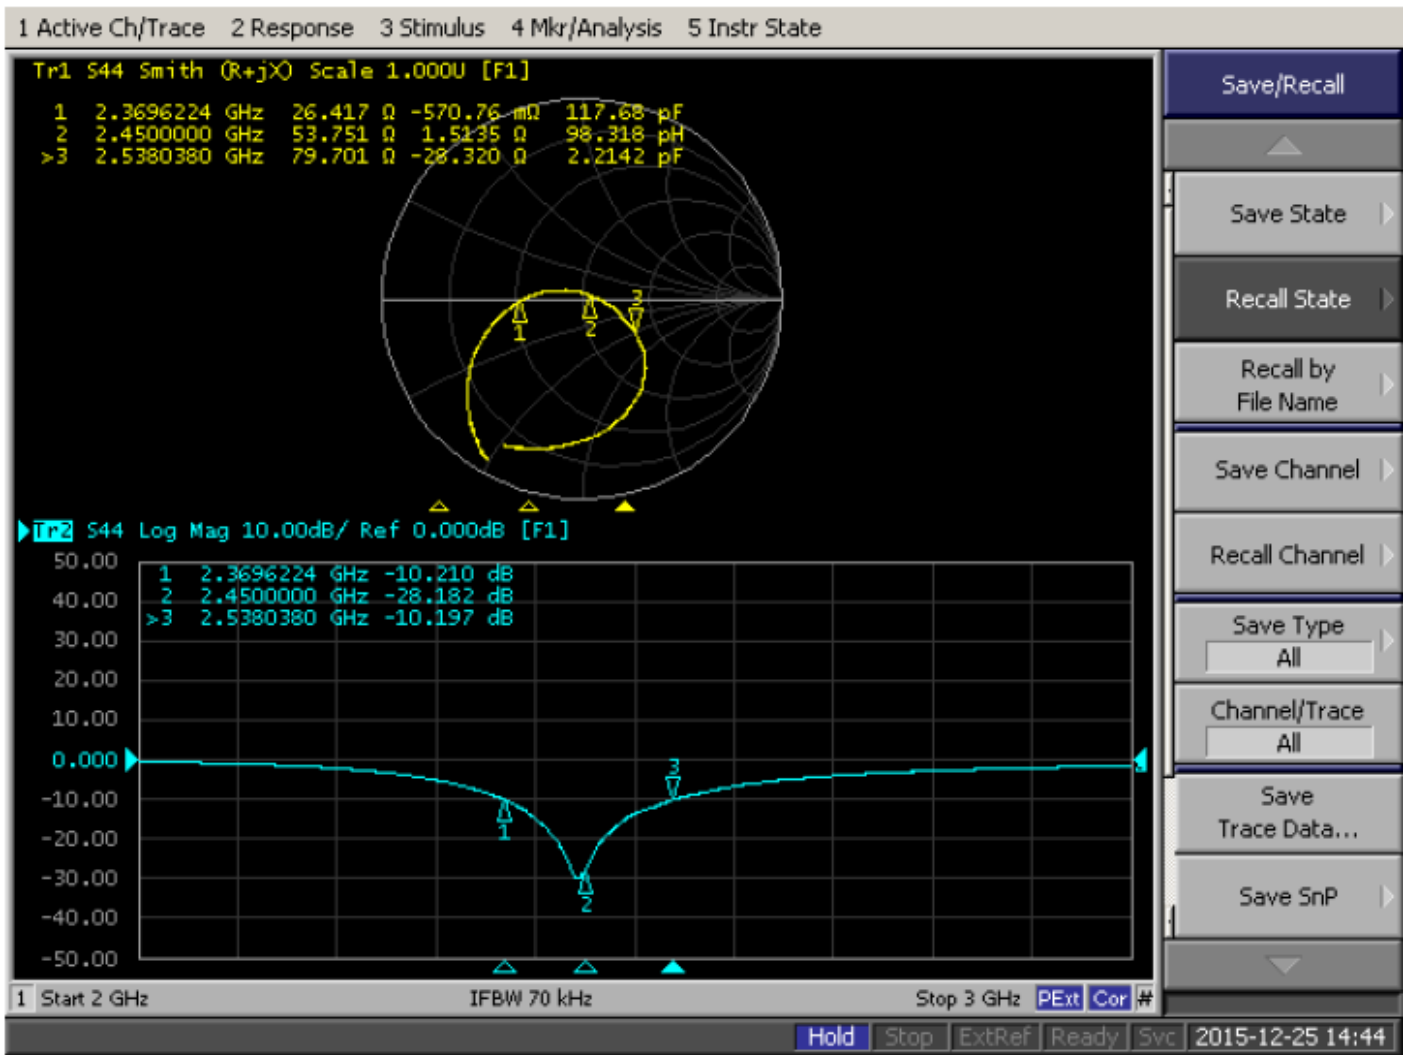 1 Active Ch/Trace 2 Response 3 Stimulus 4 Mkr/Analysis 5 Instr State
Tr1 S44 Smith (R+jX) Scale 1.000U [F1]
1 2.3696224 GHz 26.417 Ω -570.76 mΩ 117.68 pF
2 2.4500000 GHz 53.751 Ω 1.5135 Ω 98.318 pH
>3 2.5380380 GHz 79.701 Ω -28.320 Ω 2.2142 pF
1
2
3
Tr2 S44 Log Mag 10.00dB/ Ref 0.000dB [F1]
1 2.3696224 GHz -10.210 dB
2 2.4500000 GHz -28.182 dB
>3 2.5380380 GHz -10.197 dB
50.00
40.00
30.00
20.00
10.00
0.000
-10.00
-20.00
-30.00
-40.00
-50.00
1
2
3
1 Start 2 GHz IFBW 70 kHz Stop 3 GHz PExt Cor #
Save/Recall
Save State
Recall State
Recall by
File Name
Save Channel
Recall Channel
Save Type
All
Channel/Trace
All
Save
Trace Data...
Save SnP
Hold Stop ExtRef Ready Svc 2015-12-25 14:44